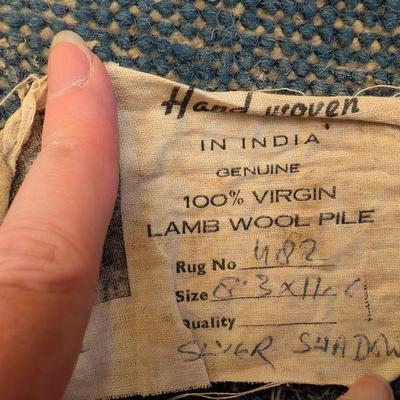 Hand woven
IN INDIA
GENUINE
100% VIRGIN
LAMB WOOL PILE
Rug No 482
Size 8'3 x 11
Quality
SILVER SHADOW